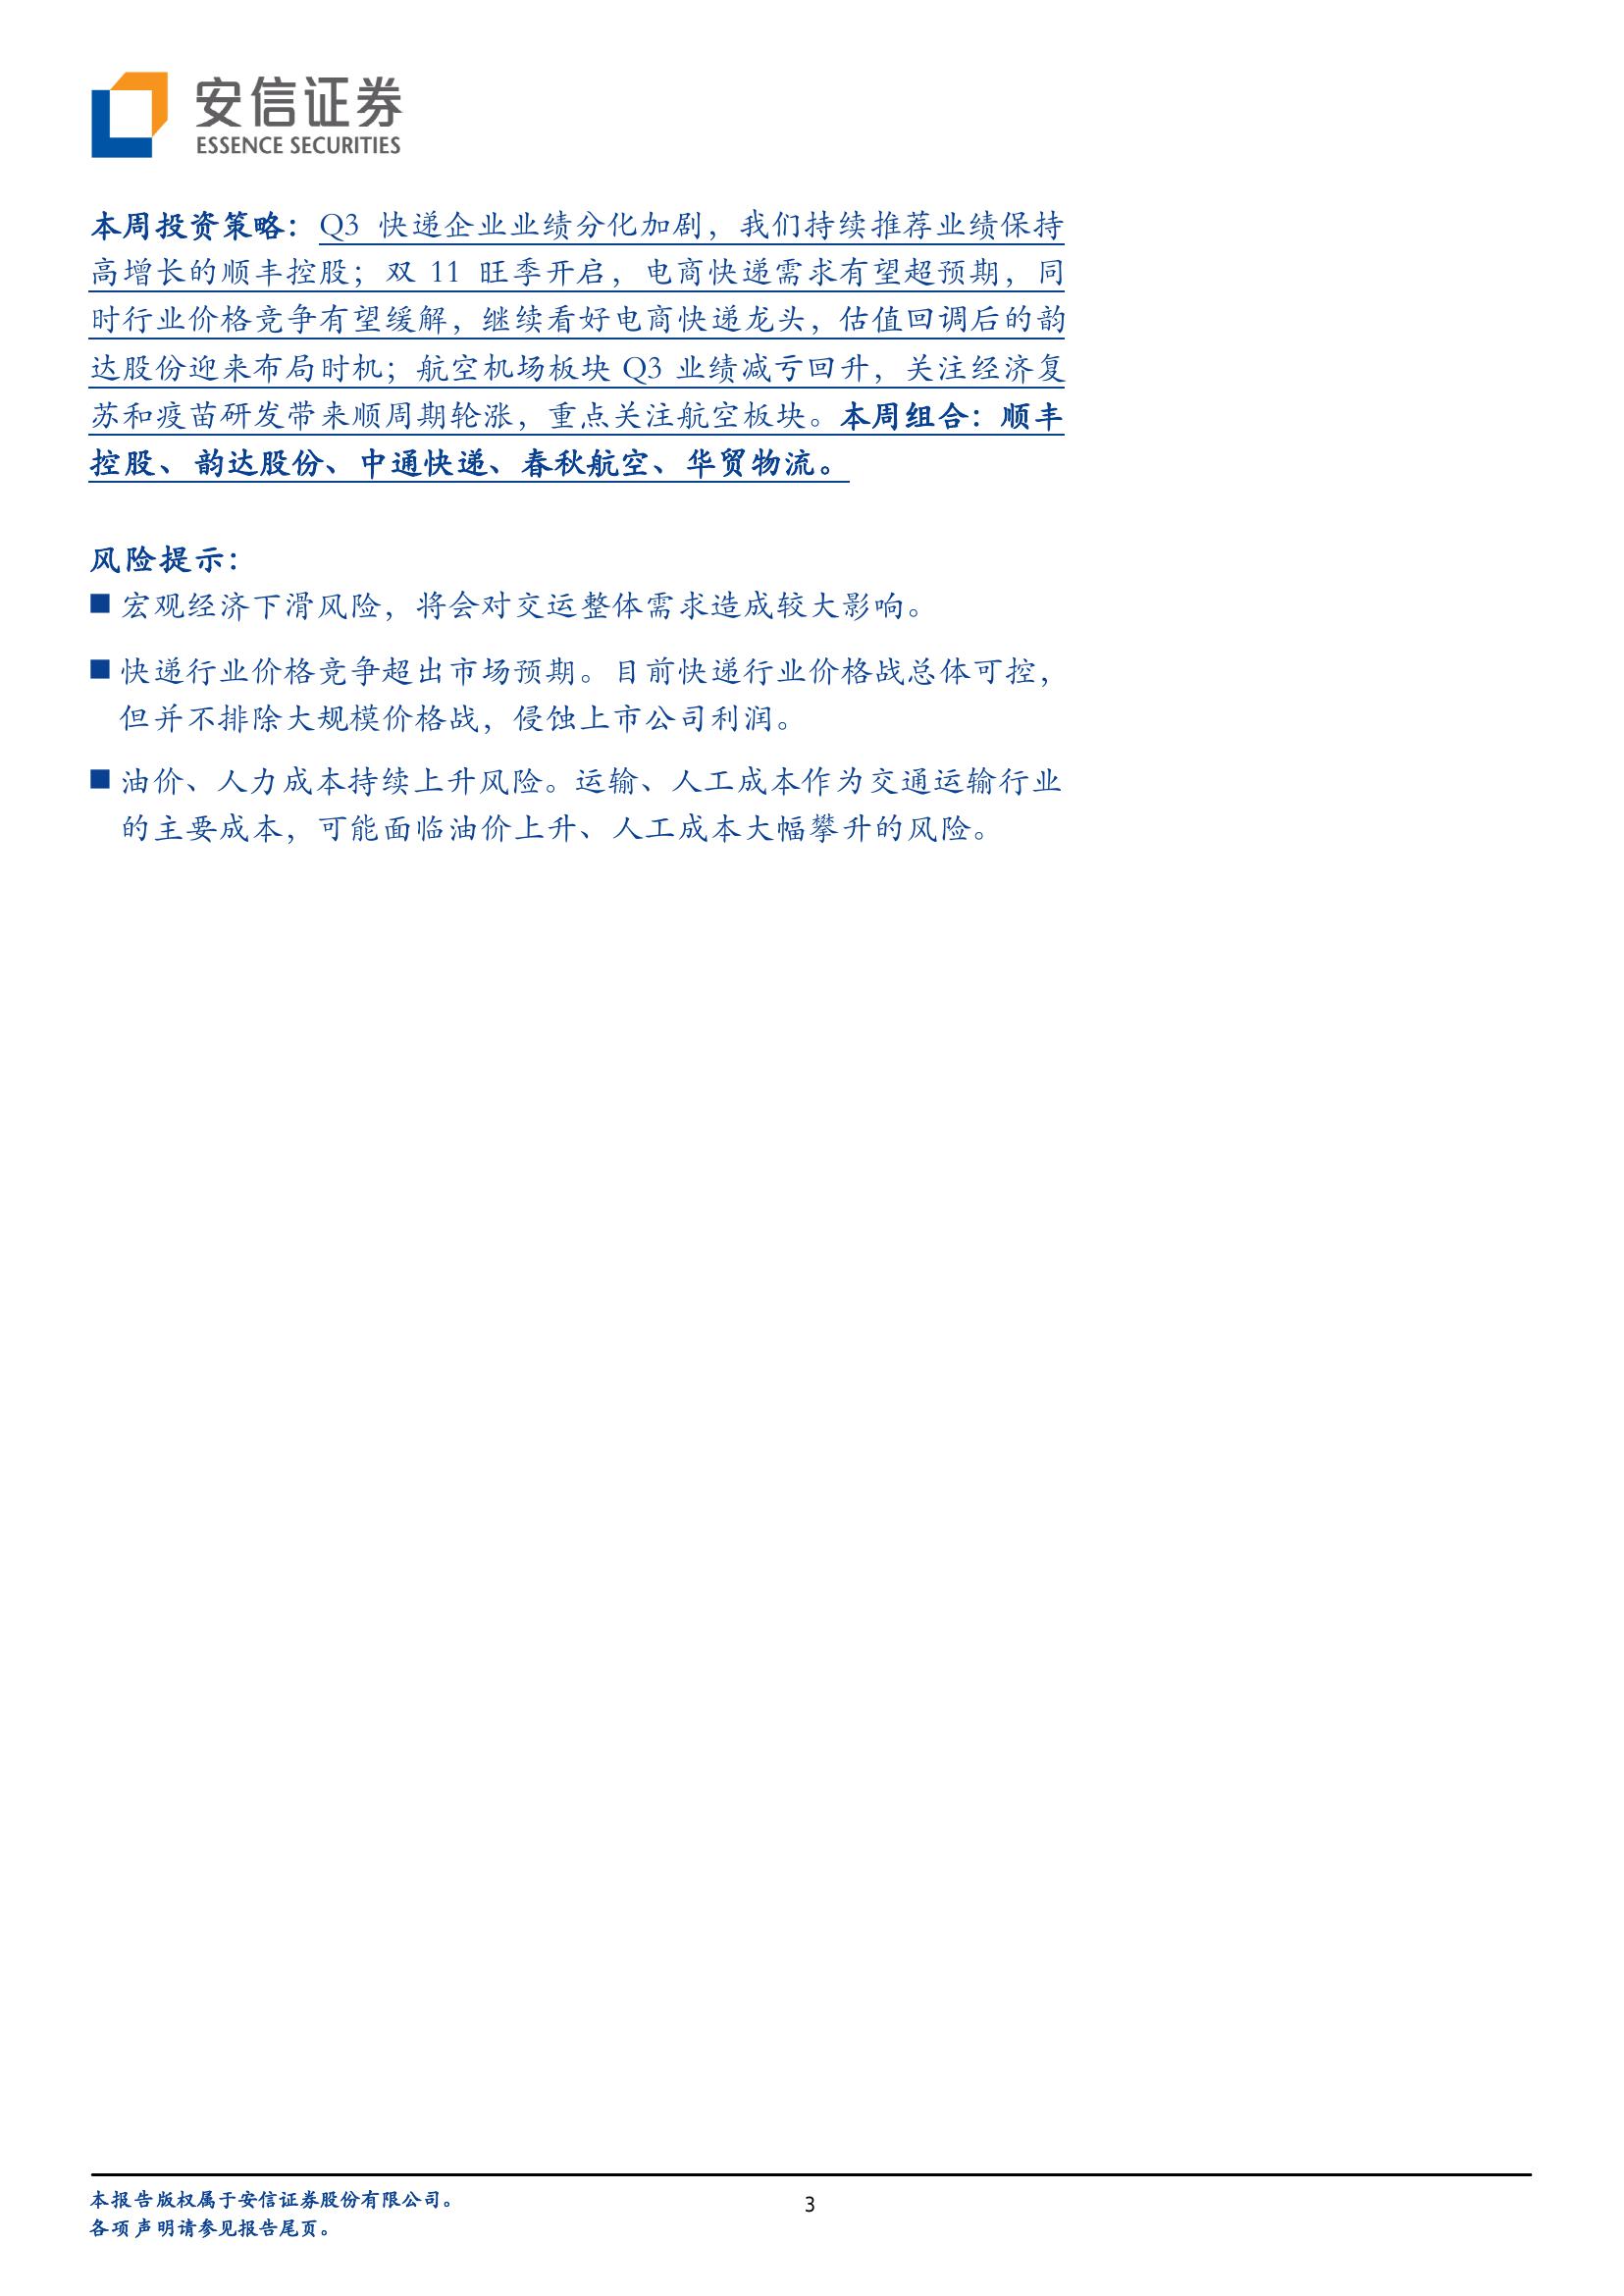 安信证券
ESSENCE SECURITIES
本周投资策略：Q3 快递企业业绩分化加剧，我们持续推荐业绩保持
高增长的顺丰控股；双 11 旺季开启，电商快递需求有望超预期，同
时行业价格竞争有望缓解，继续看好电商快递龙头，估值回调后的韵
达股份迎来布局时机；航空机场板块 Q3 业绩减亏回升，关注经济复
苏和疫苗研发带来顺周期轮涨，重点关注航空板块。本周组合：顺丰
控股、韵达股份、中通快递、春秋航空、华贸物流。
风险提示：
■ 宏观经济下滑风险，将会对交运整体需求造成较大影响。
■ 快递行业价格竞争超出市场预期。目前快递行业价格战总体可控，
但并不排除大规模价格战，侵蚀上市公司利润。
■ 油价、人力成本持续上升风险。运输、人工成本作为交通运输行业
的主要成本，可能面临油价上升、人工成本大幅攀升的风险。
本报告版权属于安信证券股份有限公司。
各项声明请参见报告尾页。
3